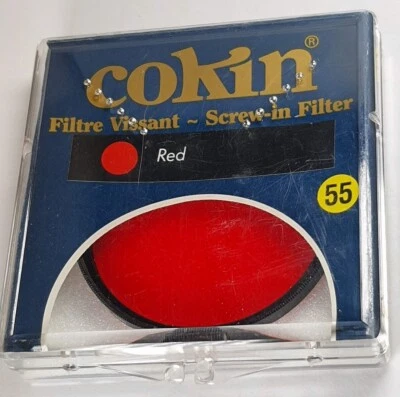 cokin®
Filtre Vissant ~ Screw-in Filter
Red
55